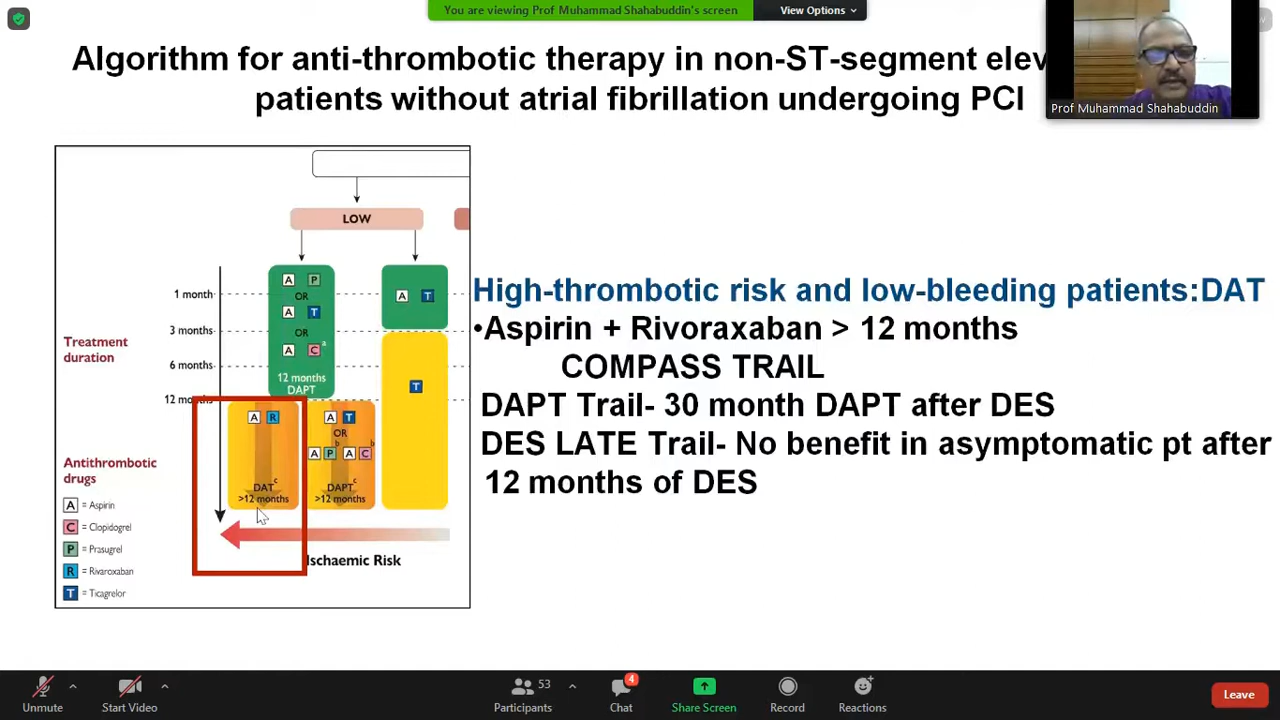 You are viewing Prof Muhammad Shahabuddin's screen
View Options
Algorithm for anti-thrombotic therapy in non-ST-segment elev
patients without atrial fibrillation undergoing PCI
Prof Muhammad Shahabuddin
LOW
1 month
3 months
6 months
12 months
Treatment
duration
A P
OR
A T
OR
A C a
12 months
DAPT
A T
T
A R
DAT c
>12 months
A T
OR
A P b A C b
DAPT c
>12 months
Antithrombotic
drugs
A = Aspirin
C = Clopidogrel
P = Prasugrel
R = Rivaroxaban
T = Ticagrelor
Ischaemic Risk
High-thrombotic risk and low-bleeding patients:DAT
•Aspirin + Rivoraxaban > 12 months
COMPASS TRAIL
DAPT Trail- 30 month DAPT after DES
DES LATE Trail- No benefit in asymptomatic pt after
12 months of DES
Unmute
Start Video
53
Participants
4
Chat
Share Screen
Record
Reactions
Leave